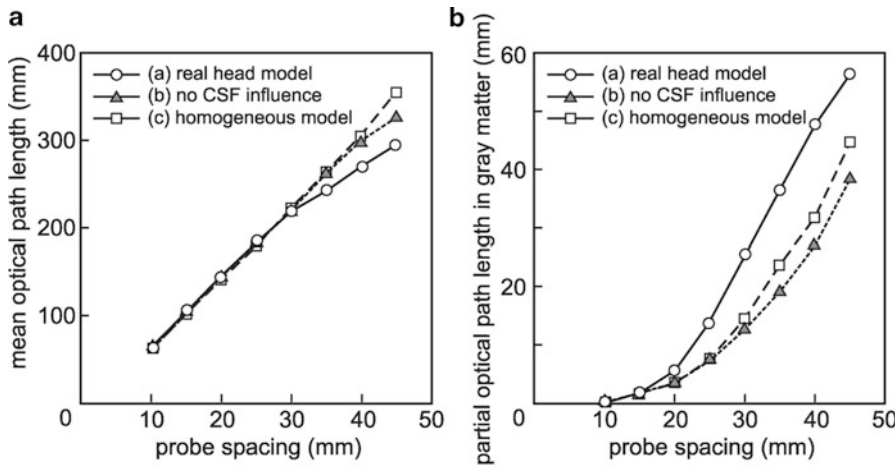 a
mean optical path length (mm)
400
300
200
100
0
(a) real head model
(b) no CSF influence
(c) homogeneous model
10
20
30
40
50
probe spacing (mm)
b
partial optical path length in gray matter (mm)
60
40
20
0
(a) real head model
(b) no CSF influence
(c) homogeneous model
10
20
30
40
50
probe spacing (mm)